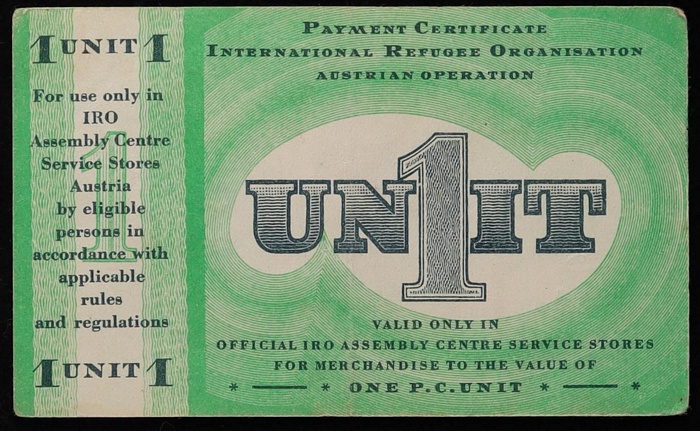 1 UNIT 1
For use only in
IRO
Assembly Centre
Service Stores
Austria
by eligible
persons in
accordance with
applicable
rules
and regulations
1 UNIT 1
1
Payment Certificate
International Refugee Organisation
AUSTRIAN OPERATION
UN1IT
VALID ONLY IN
OFFICIAL IRO ASSEMBLY CENTRE SERVICE STORES
FOR MERCHANDISE TO THE VALUE OF
* — ONE P.C.UNIT * — *